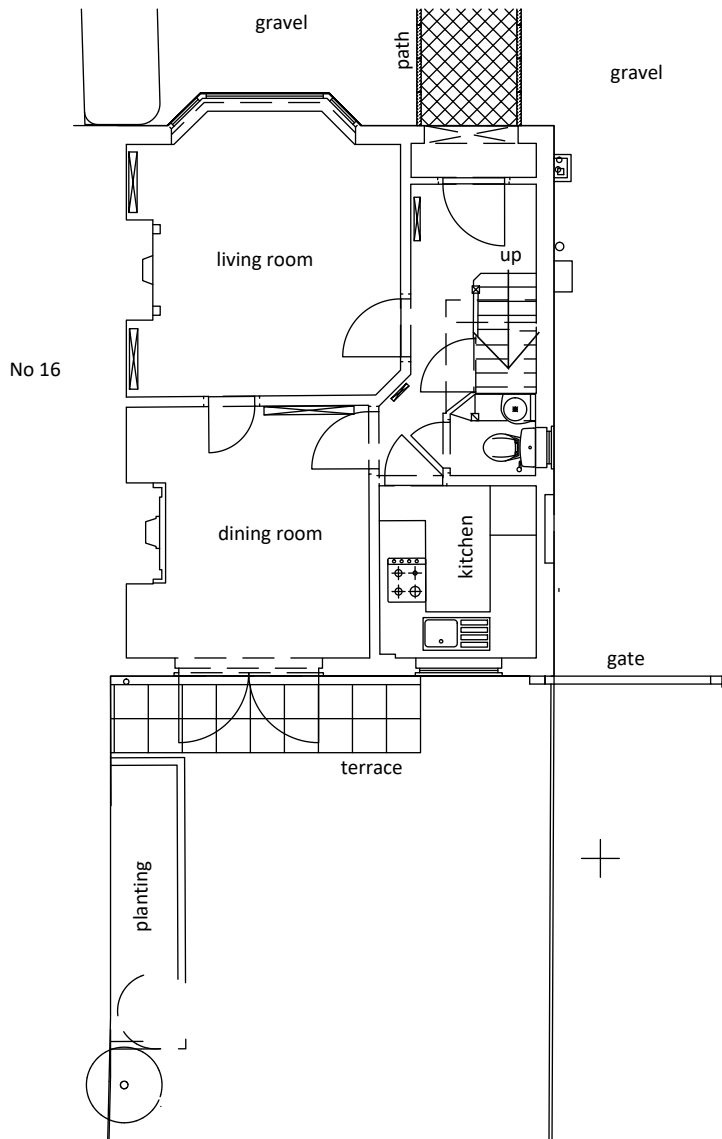 gravel
path
gravel
living room
up
No 16
dining room
kitchen
gate
terrace
planting